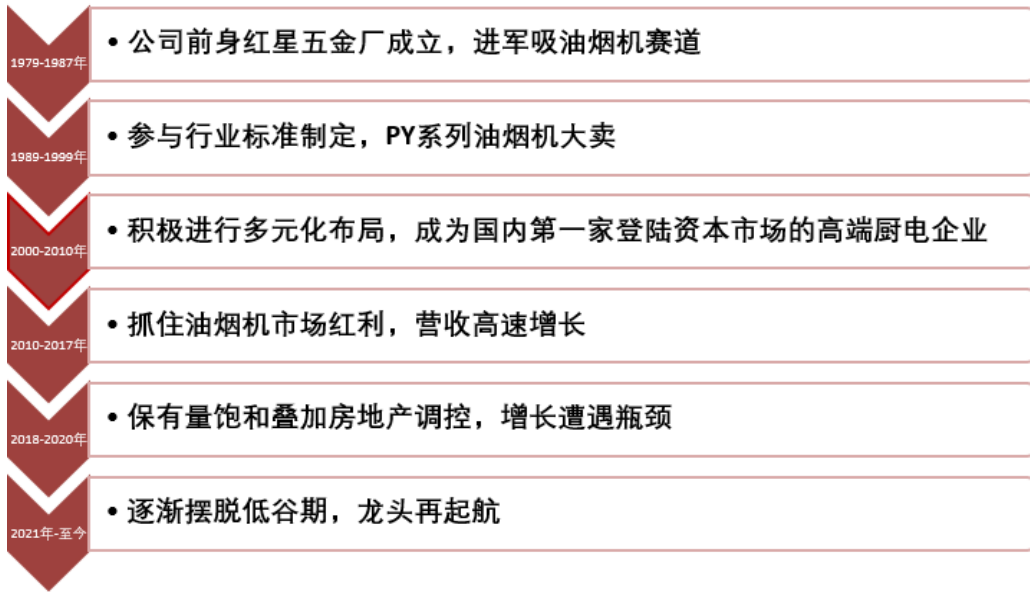 1979-1987年
• 公司前身红星五金厂成立，进军吸油烟机赛道
1989-1999年
• 参与行业标准制定，PY系列油烟机大卖
2000-2010年
• 积极进行多元化布局，成为国内第一家登陆资本市场的高端厨电企业
2010-2017年
• 抓住油烟机市场红利，营收高速增长
2018-2020年
• 保有量饱和叠加房地产调控，增长遭遇瓶颈
2021年-至今
• 逐渐摆脱低谷期，龙头再起航